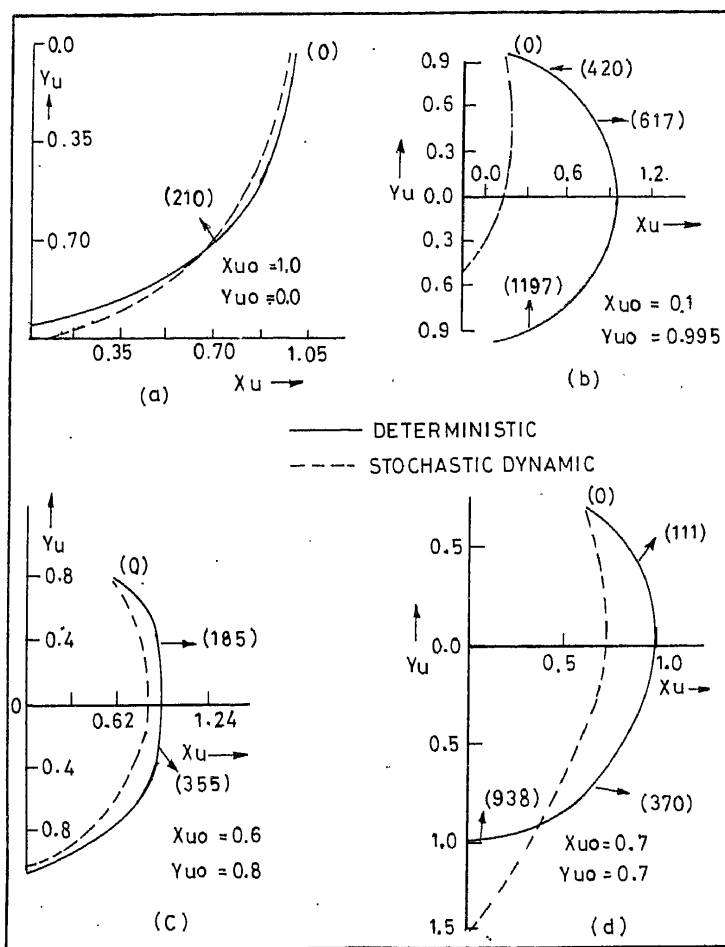 0.0
(0)
Yu
0.35
0.70
(210)
Xuo =1.0
Yuo =0.0
0.35 0.70 1.05
Xu
(a)
(0)
0.9
(420)
0.6
(617)
0.3
0.0 0.6 1.2.
Yu 0.0
Xu
0.3
0.6
(1197)
0.9
Xuo = 0.1
Yuo = 0.995
(b)
DETERMINISTIC
STOCHASTIC DYNAMIC
Yu
(0)
0.8
(185)
0.4
0
0.62 1.24
Xu
0.4
(355)
0.8
Xuo = 0.6
Yuo = 0.8
(C)
(0)
0.5
(111)
0.0
Yu
0.5 1.0
Xu
0.5
(938)
(370)
1.0
Xuo=0.7
Yuo=0.7
1.5
(d)